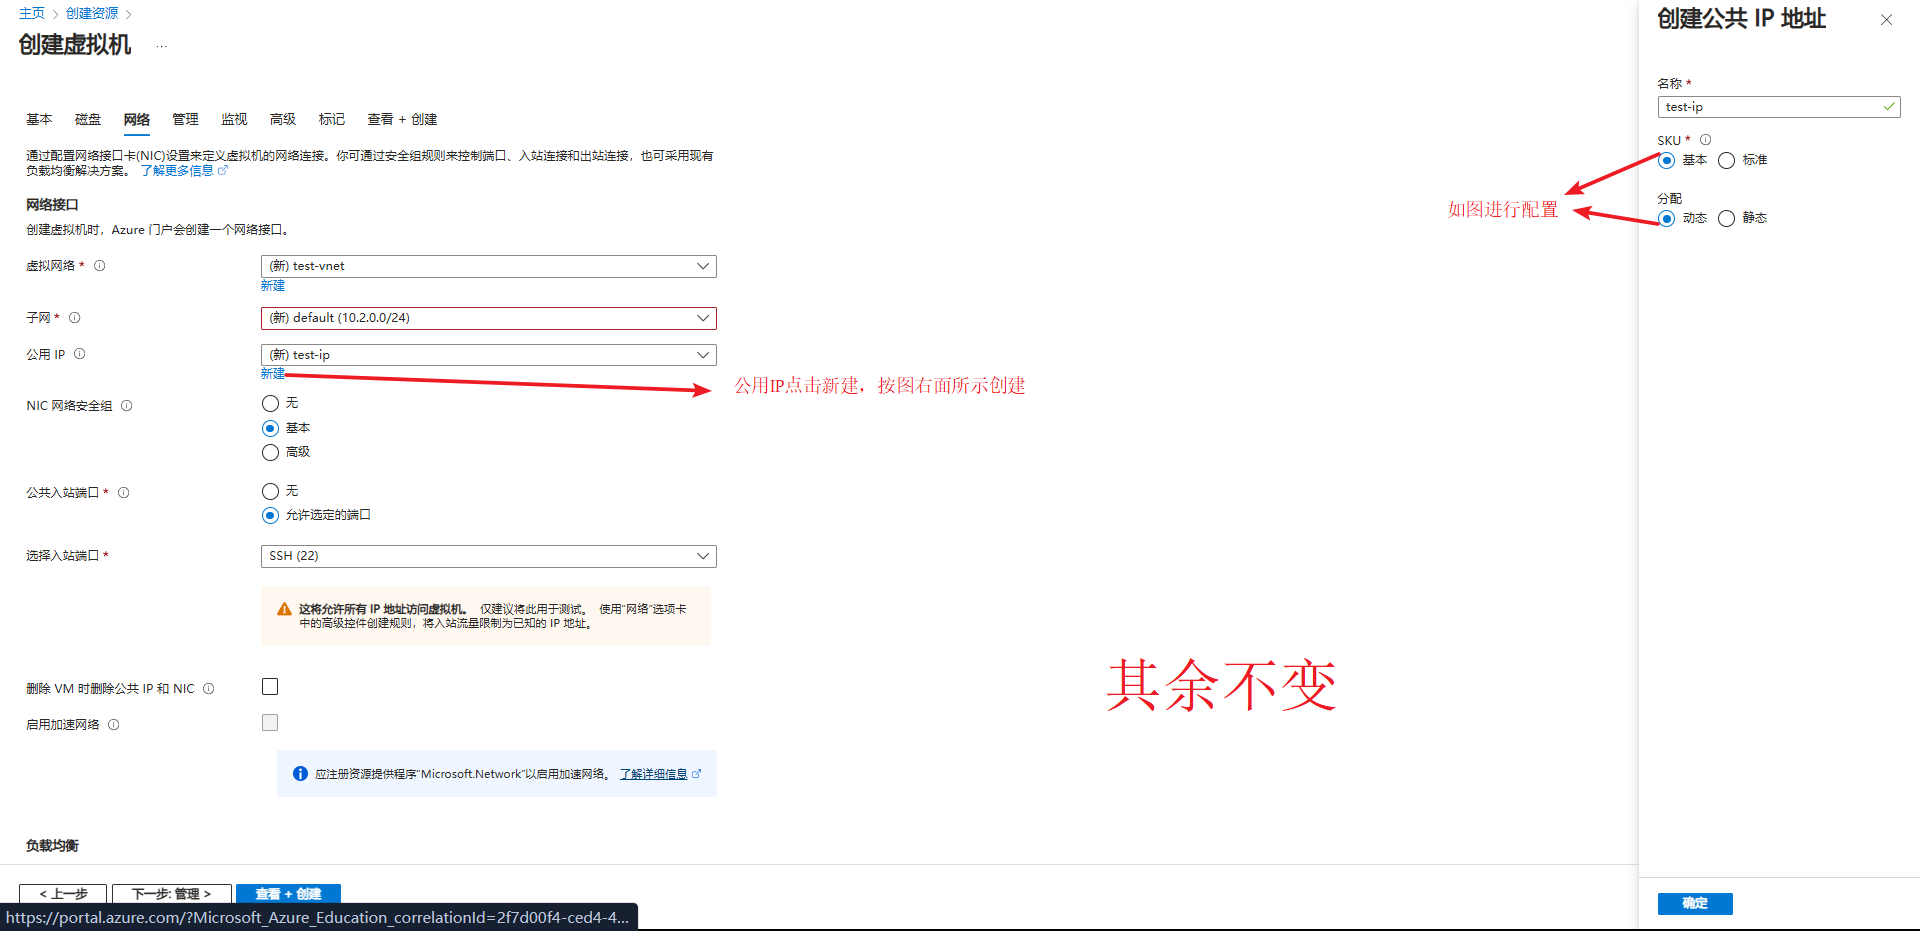 主页 > 创建资源 >
创建虚拟机 ...
基本 磁盘 网络 管理 监视 高级 标记 查看 + 创建
通过配置网络接口卡(NIC)设置来定义虚拟机的网络连接。你可通过安全组规则来控制端口、入站连接和出站连接，也可采用现有
负载均衡解决方案。 了解更多信息
网络接口
创建虚拟机时，Azure 门户会创建一个网络接口。
虚拟网络 *
(新) test-vnet
新建
子网 *
(新) default (10.2.0.0/24)
公用 IP
(新) test-ip
新建
公用IP点击新建，按图右面所示创建
NIC 网络安全组
无
基本
高级
公共入站端口 *
无
允许选定的端口
选择入站端口 *
SSH (22)
这将允许所有 IP 地址访问虚拟机。 仅建议将此用于测试。 使用“网络”选项卡
中的高级控件创建规则，将入站流量限制为已知的 IP 地址。
删除 VM 时删除公共 IP 和 NIC
启用加速网络
应注册资源提供程序“Microsoft.Network”以启用加速网络。 了解详细信息
负载均衡
< 上一步 下一步: 管理 > 查看 + 创建
https://portal.azure.com/?Microsoft_Azure_Education_correlationId=2f7d00f4-ced4-4...
其余不变
如图进行配置
创建公共 IP 地址
名称 *
test-ip
SKU *
基本 标准
分配
动态 静态
确定